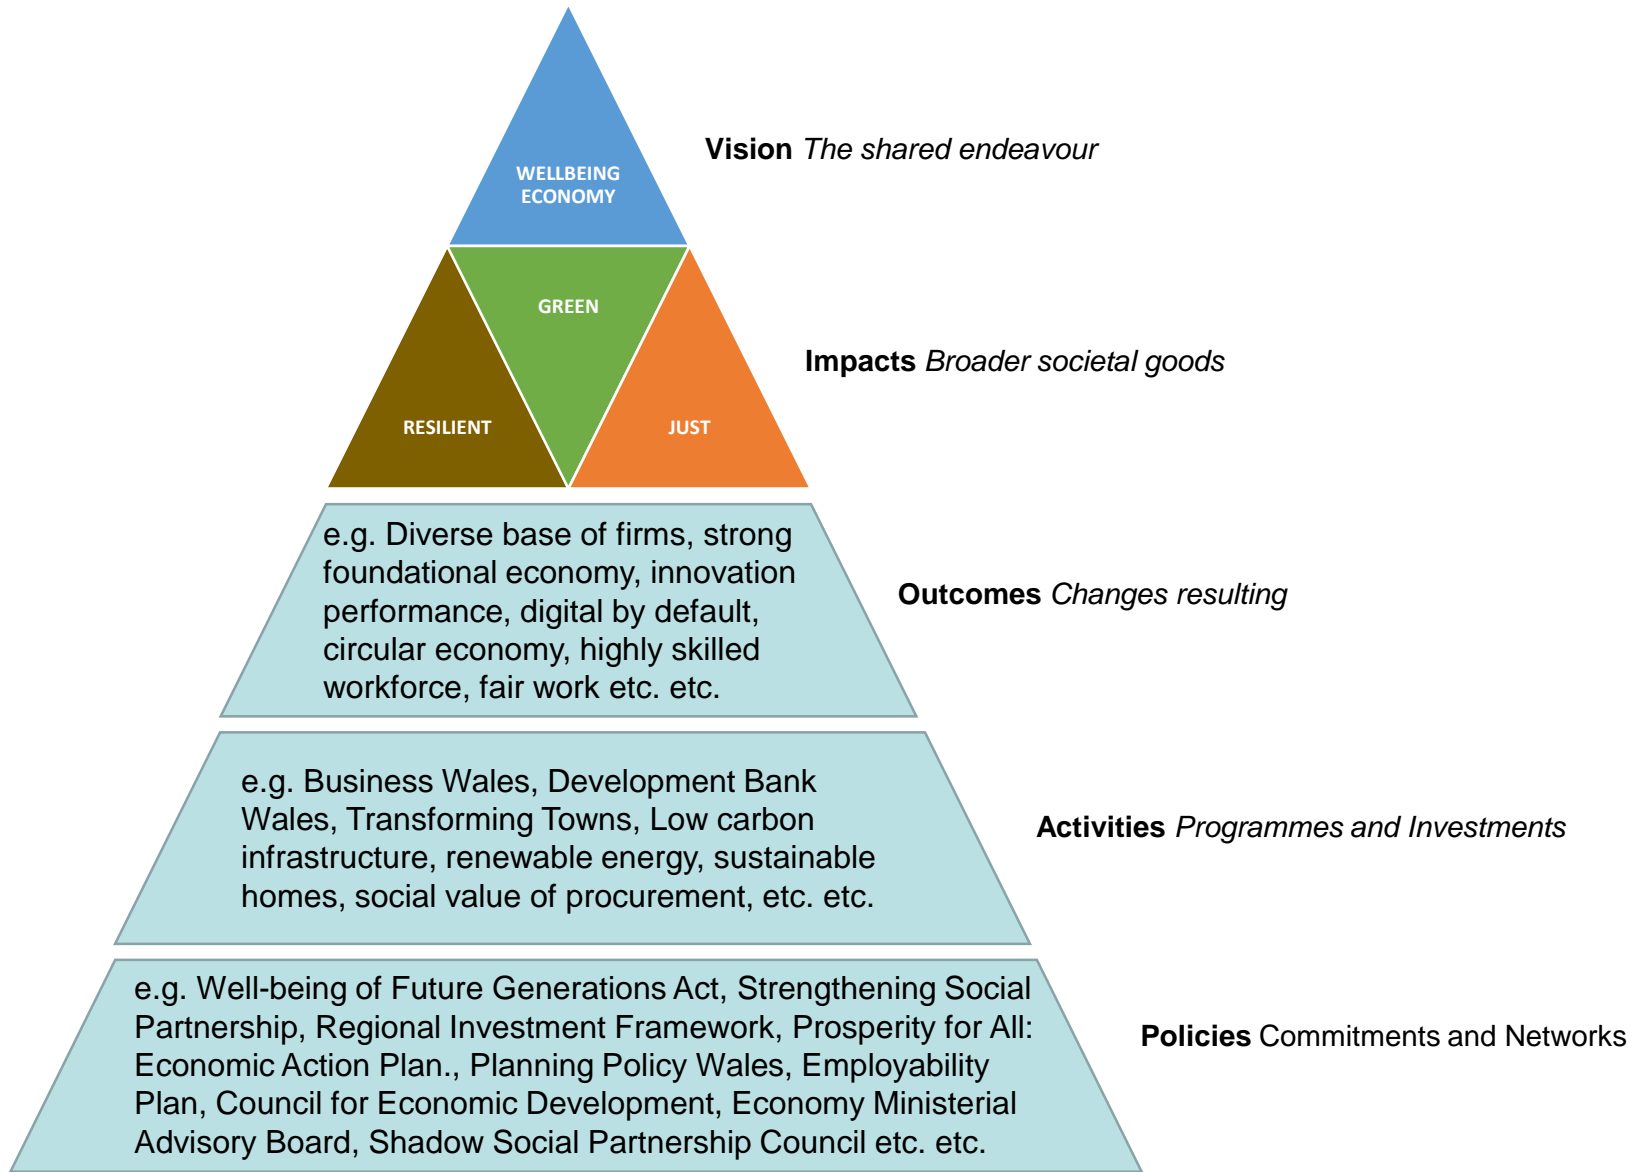 WELLBEING
ECONOMY
Vision The shared endeavour
GREEN
RESILIENT
JUST
Impacts Broader societal goods
e.g. Diverse base of firms, strong
foundational economy, innovation
performance, digital by default,
circular economy, highly skilled
workforce, fair work etc. etc.
Outcomes Changes resulting
e.g. Business Wales, Development Bank
Wales, Transforming Towns, Low carbon
infrastructure, renewable energy, sustainable
homes, social value of procurement, etc. etc.
Activities Programmes and Investments
e.g. Well-being of Future Generations Act, Strengthening Social
Partnership, Regional Investment Framework, Prosperity for All:
Economic Action Plan., Planning Policy Wales, Employability
Plan, Council for Economic Development, Economy Ministerial
Advisory Board, Shadow Social Partnership Council etc. etc.
Policies Commitments and Networks